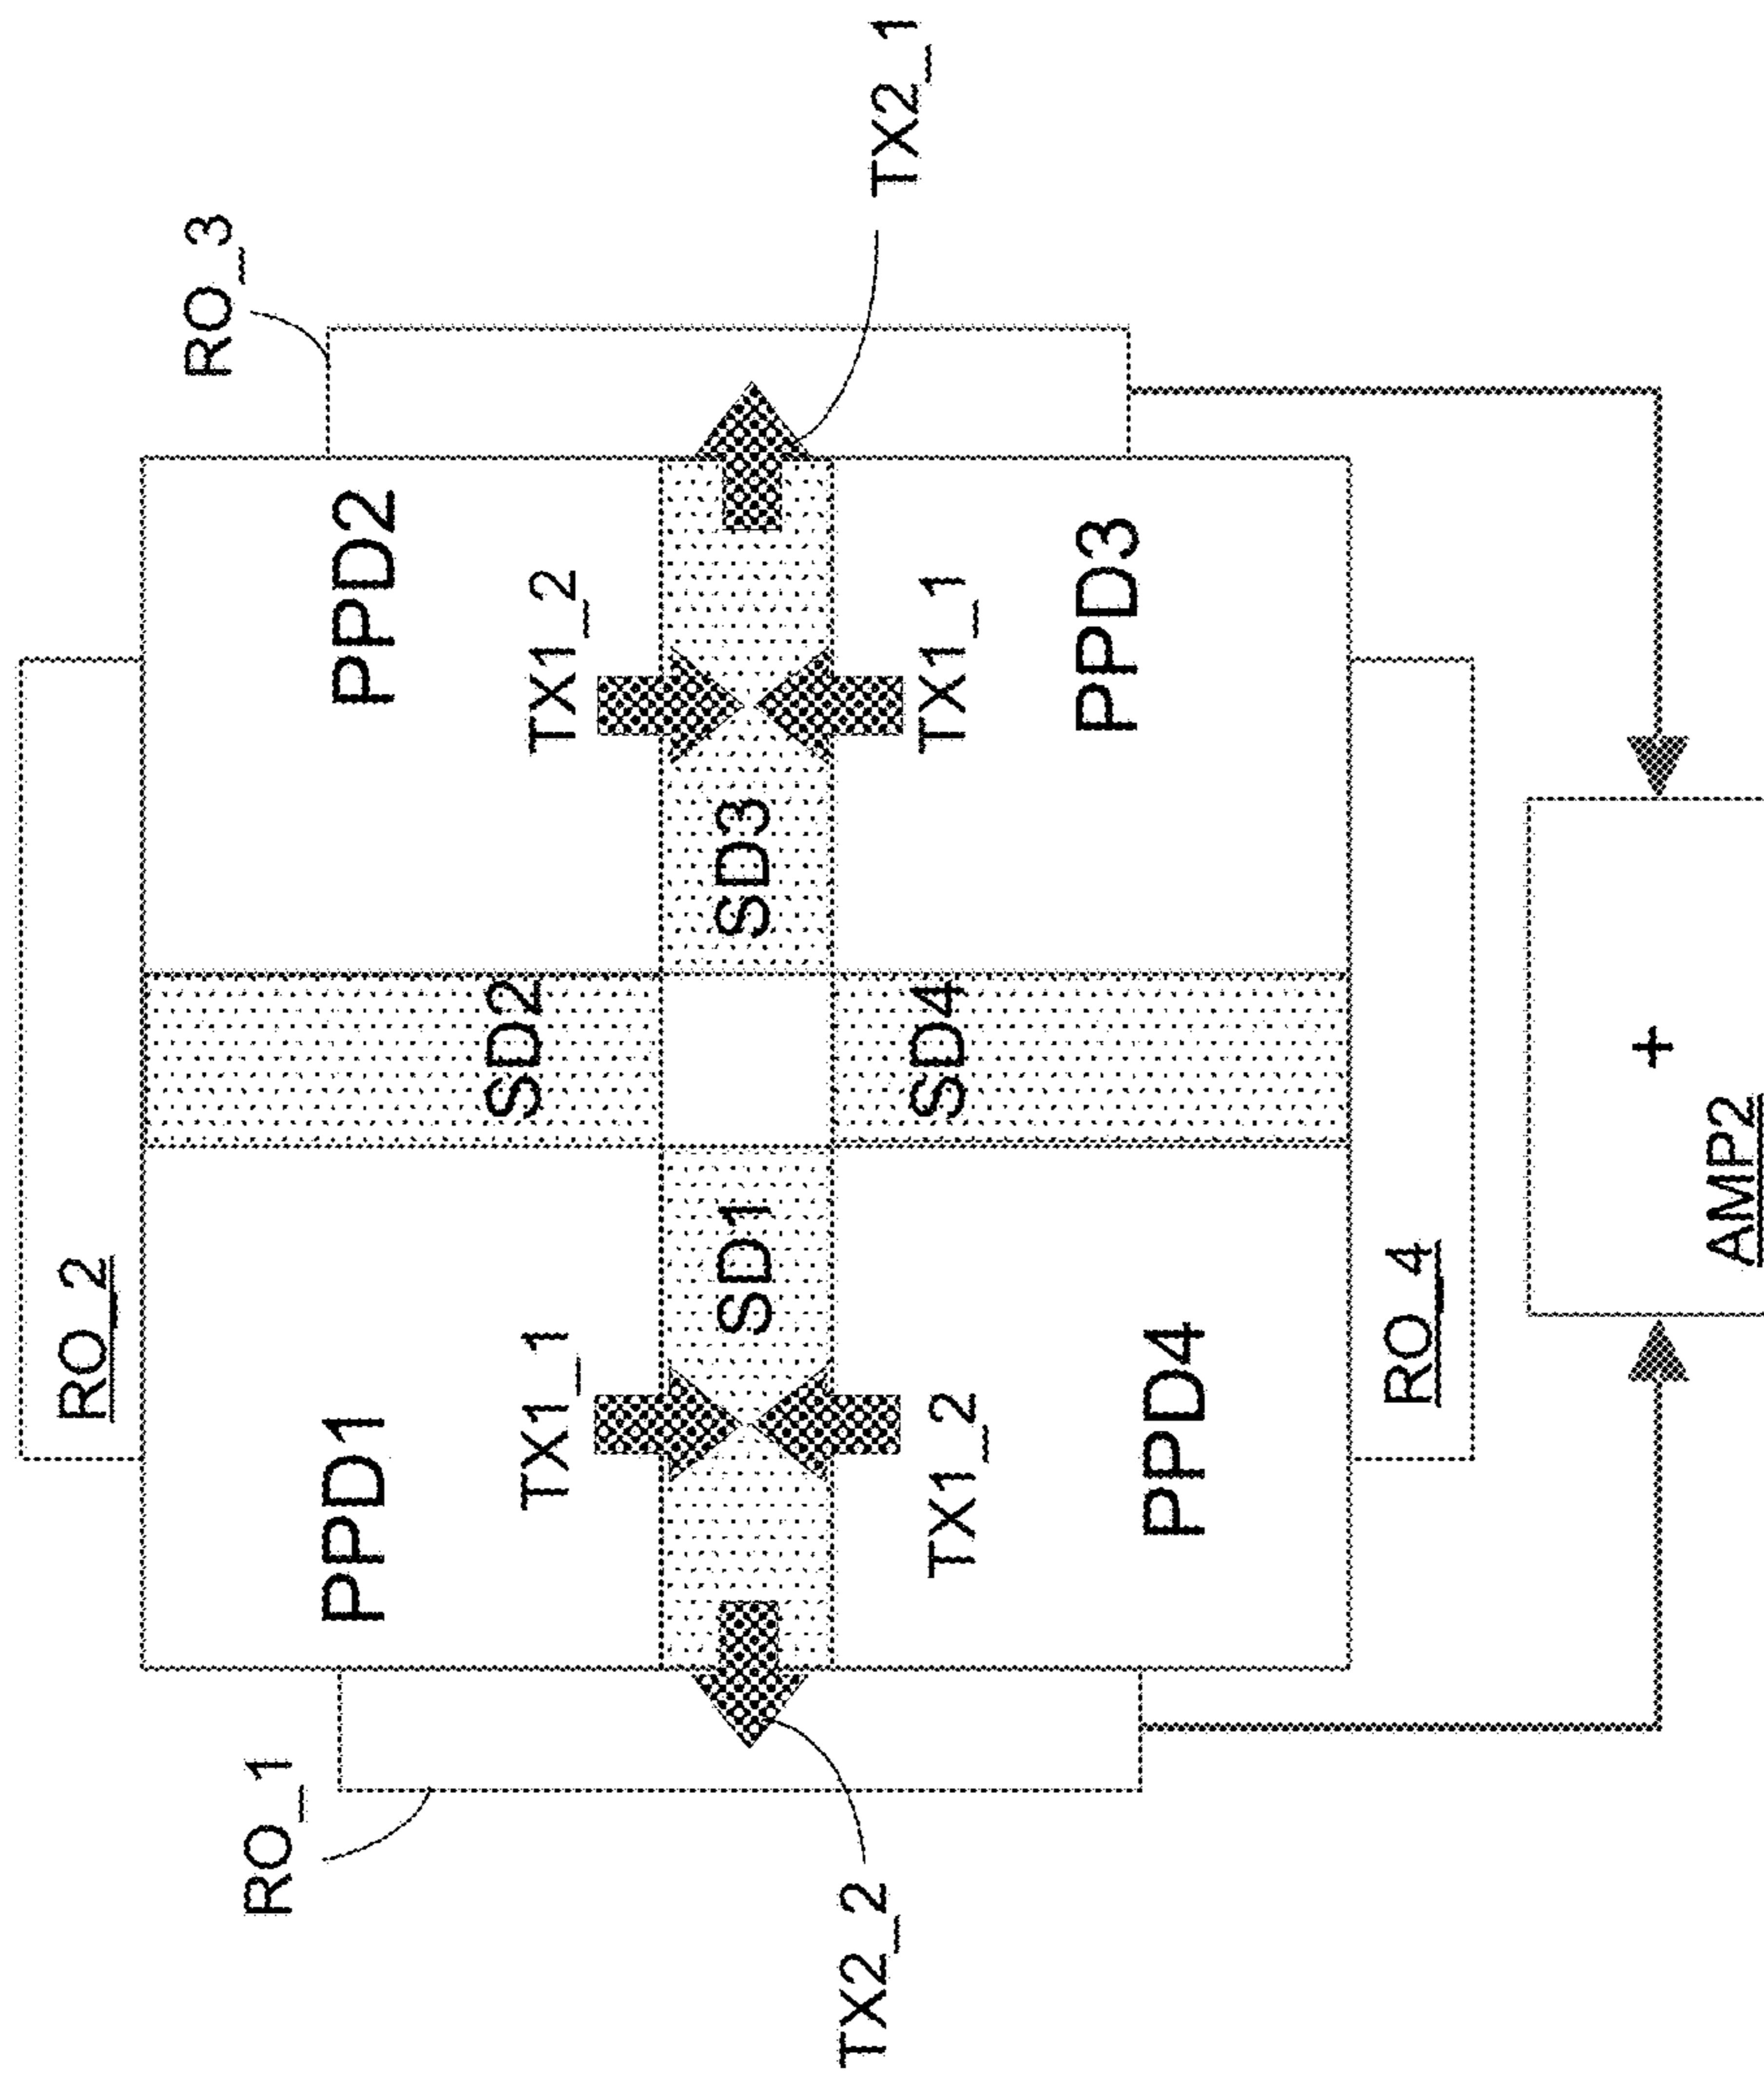 RO_2
RO_1
RO_3
PPD1
PPD2
TX1_1
SD2
TX1_2
SD1
SD3
TX2_2
TX2_1
TX1_2
SD4
TX1_1
PPD4
PPD3
RO_4
+
AMP2